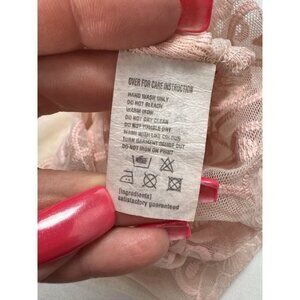 OVER FOR CARE INSTRUCTION
HAND WASH ONLY
DO NOT BLEACH
WARM IRON
DO NOT DRY CLEAN
DO NOT TUMBLE DRY
WASH WITH LIKE COLOUR
TURN GARMENT INSIDE OUT
DO NOT IRON ON PRINT
(Ingredients)
satisfactory guaranteed